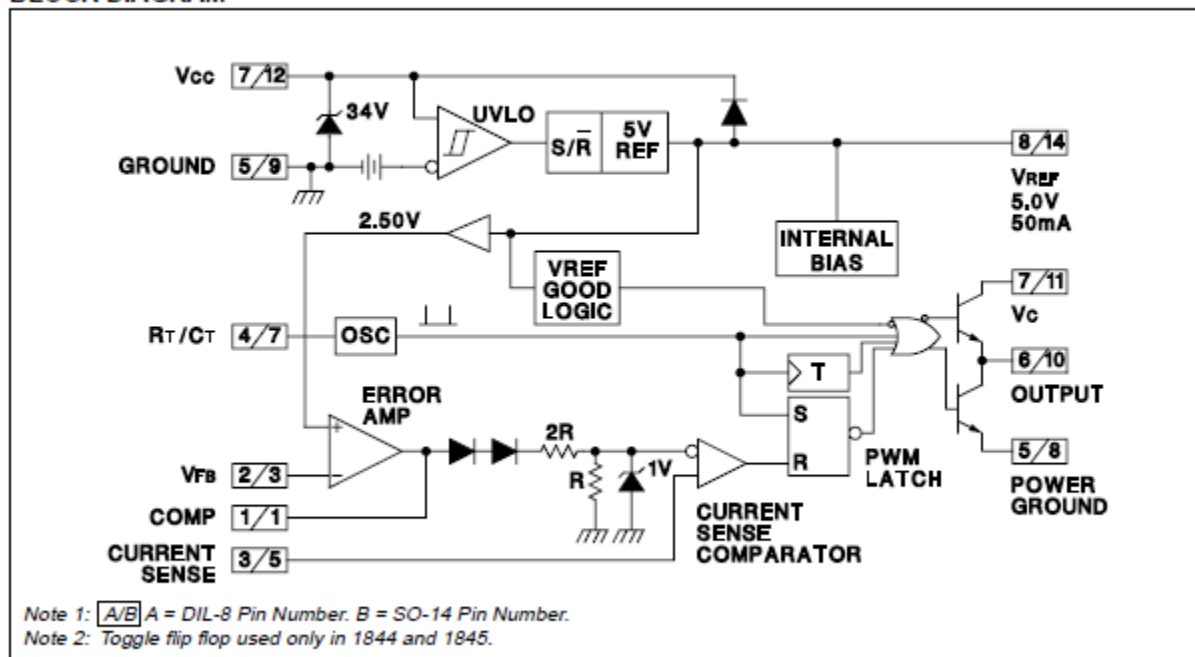 Vcc 7/12
34V
UVLO
S/R̅
5V
REF
GROUND 5/9
8/14
VREF
5.0V
50mA
2.50V
INTERNAL
BIAS
VREF
GOOD
LOGIC
7/11
Vc
RT/CT 4/7
OSC
T
6/10
OUTPUT
ERROR
AMP
+
−
2R
S
R
PWM
LATCH
5/8
POWER
GROUND
VFB 2/3
R
1V
COMP 1/1
CURRENT
SENSE
COMPARATOR
CURRENT
SENSE 3/5
Note 1: A/B A = DIL-8 Pin Number. B = SO-14 Pin Number.
Note 2: Toggle flip flop used only in 1844 and 1845.